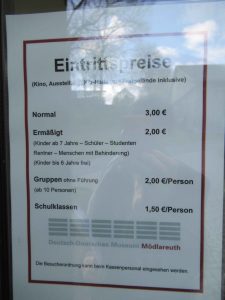 Eintrittspreise
(Kino, Ausstellung, Freigelände inklusive)
Normal 3,00 €
Ermäßigt 2,00 €
(Kinder ab 7 Jahre – Schüler – Studenten
Rentner – Menschen mit Behinderung)
(Kinder bis 6 Jahre frei)
Gruppen ohne Führung 2,00 €/Person
(ab 10 Personen)
Schulklassen 1,50 €/Person
Deutsch-Deutsches Museum Mödlareuth
Die Besucherordnung kann beim Kassenpersonal eingesehen werden.